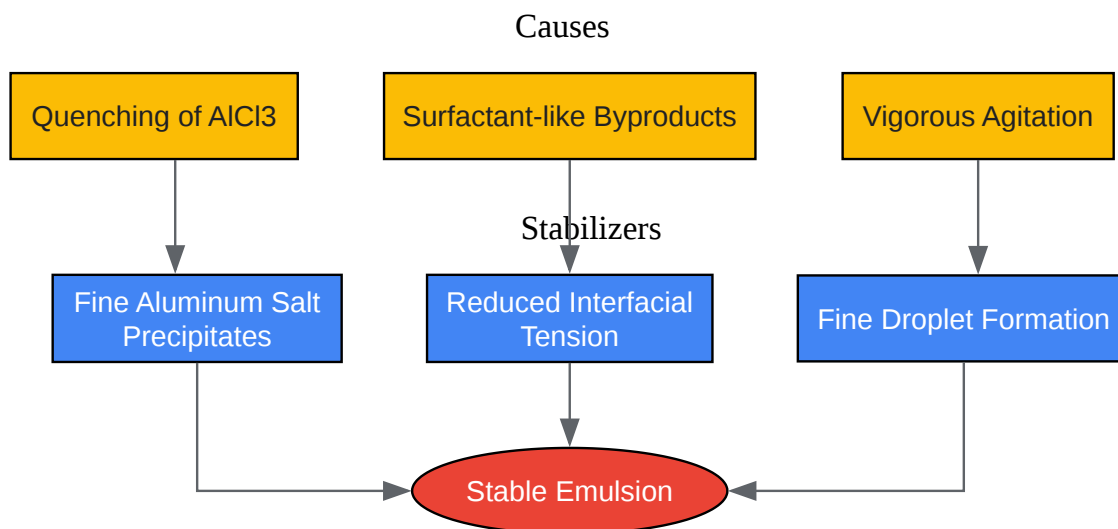 Causes
Quenching of AlCl3
Surfactant-like Byproducts
Vigorous Agitation
Stabilizers
Fine Aluminum Salt
Precipitates
Reduced Interfacial
Tension
Fine Droplet Formation
Stable Emulsion